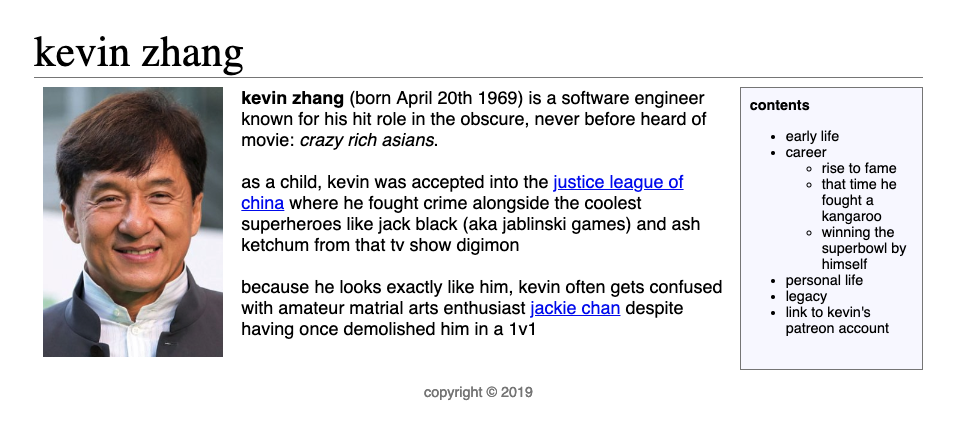 kevin zhang
kevin zhang (born April 20th 1969) is a software engineer
known for his hit role in the obscure, never before heard of
movie: crazy rich asians.
as a child, kevin was accepted into the justice league of
china where he fought crime alongside the coolest
superheroes like jack black (aka jablinski games) and ash
ketchum from that tv show digimon
because he looks exactly like him, kevin often gets confused
with amateur matrial arts enthusiast jackie chan despite
having once demolished him in a 1v1
contents
early life
career
rise to fame
that time he
fought a
kangaroo
winning the
superbowl by
himself
personal life
legacy
link to kevin's
patreon account
copyright © 2019